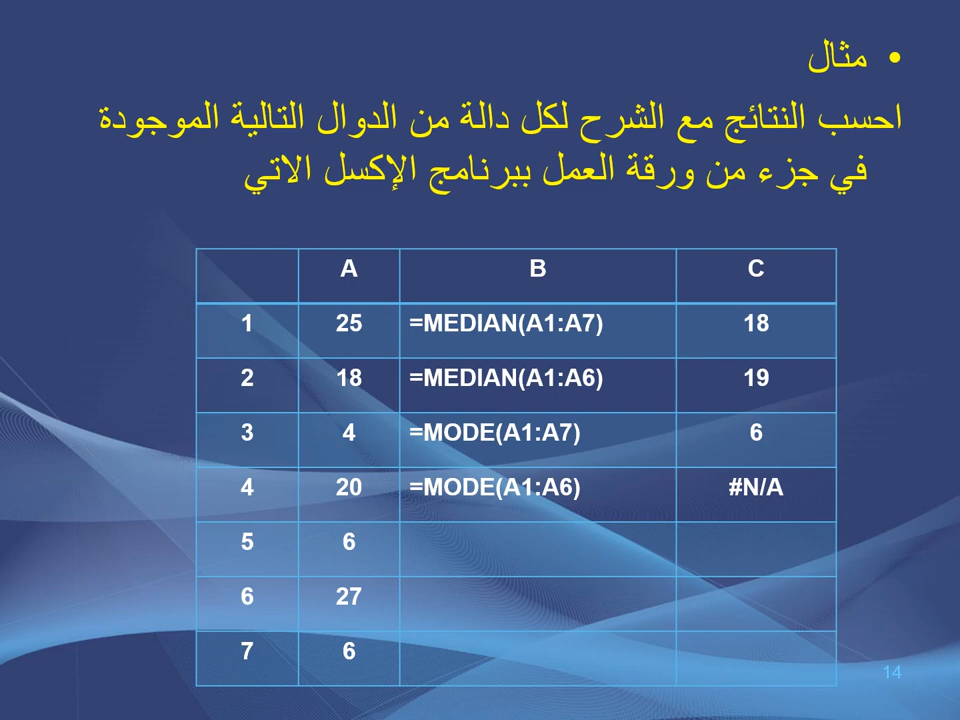 • مثال
احسب النتائج مع الشرح لكل دالة من الدوال التالية الموجودة
في جزء من ورقة العمل ببرنامج الإكسل الاتي
A B C
1 25 =MEDIAN(A1:A7) 18
2 18 =MEDIAN(A1:A6) 19
3 4 =MODE(A1:A7) 6
4 20 =MODE(A1:A6) #N/A
5 6
6 27
7 6
14